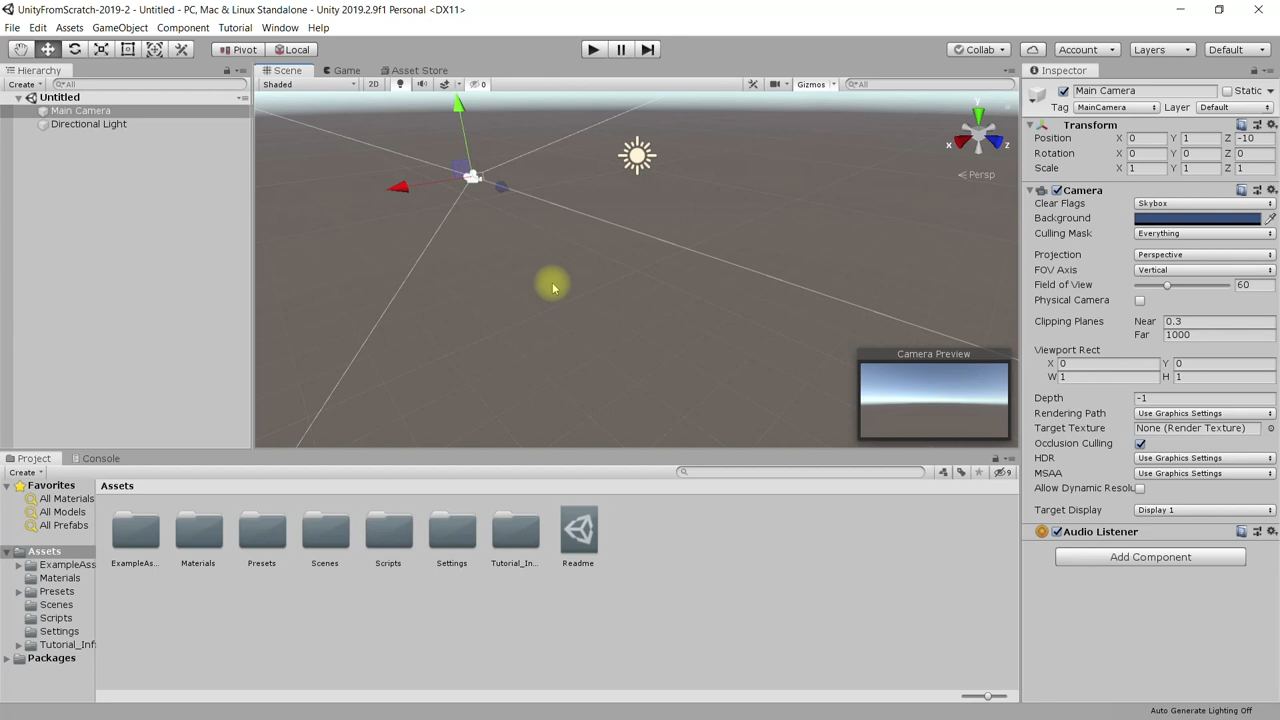 UnityFromScratch-2019-2 - Untitled - PC, Mac & Linux Standalone - Unity 2019.2.9f1 Personal <DX11>
File Edit Assets GameObject Component Tutorial Window Help
Pivot Local Collab Account Layers Default
Hierarchy
Create All
Untitled
Main Camera
Directional Light
Scene Game Asset Store
Shaded 2D 0 Gizmos All
y
x z
Persp
Camera Preview
Inspector
Main Camera Static
Tag MainCamera Layer Default
Transform
Position X 0 Y 1 Z -10
Rotation X 0 Y 0 Z 0
Scale X 1 Y 1 Z 1
Camera
Clear Flags Skybox
Background
Culling Mask Everything
Projection Perspective
FOV Axis Vertical
Field of View 60
Physical Camera
Clipping Planes Near 0.3
Far 1000
Viewport Rect
X 0 Y 0
W 1 H 1
Depth -1
Rendering Path Use Graphics Settings
Target Texture None (Render Texture)
Occlusion Culling
HDR Use Graphics Settings
MSAA Use Graphics Settings
Allow Dynamic Resolu
Target Display Display 1
Audio Listener
Add Component
Project Console
Create 9
Favorites
All Materials
All Models
All Prefabs
Assets
ExampleAss
Materials
Presets
Scenes
Scripts
Settings
Tutorial_Inf
Packages
Assets
ExampleAs... Materials Presets Scenes Scripts Settings Tutorial_In... Readme
Auto Generate Lighting Off